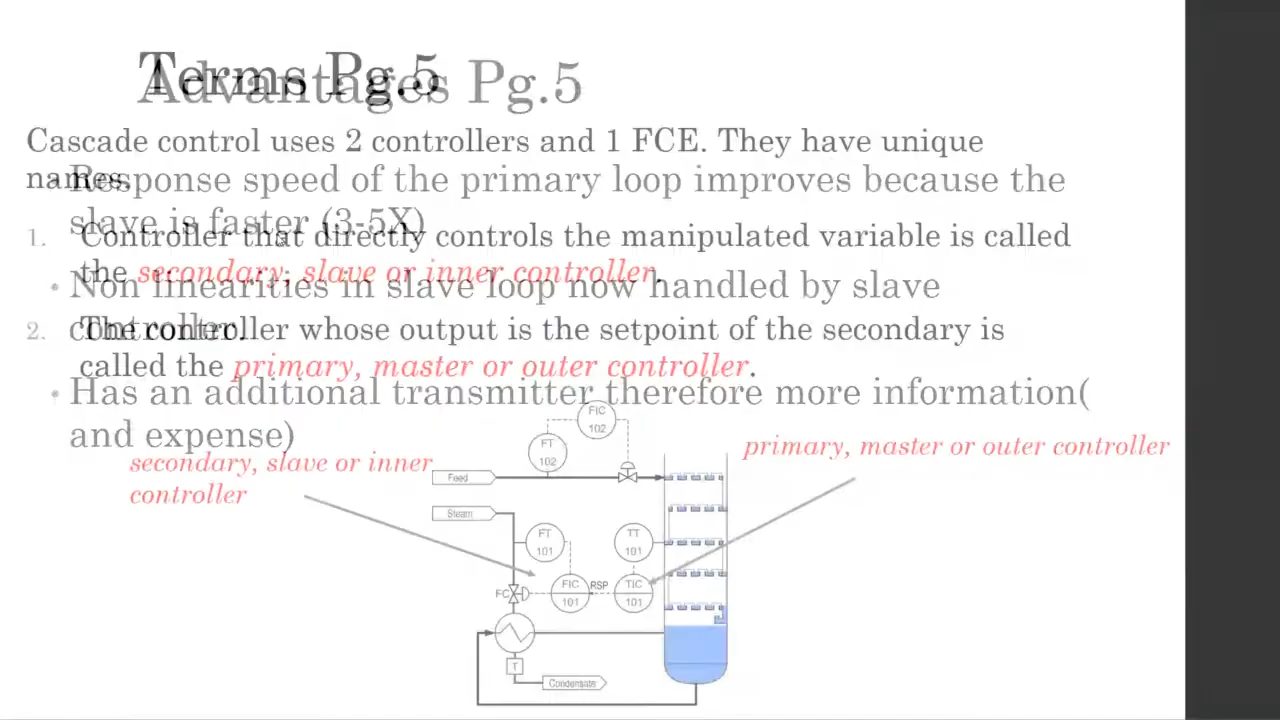 Terms Pg.5
Advantages Pg.5
Cascade control uses 2 controllers and 1 FCE. They have unique
names.
• Response speed of the primary loop improves because the
slave is faster (3-5X)
1. Controller that directly controls the manipulated variable is called
the secondary, slave or inner controller.
• Non linearities in slave loop now handled by slave
controller.
2. The controller whose output is the setpoint of the secondary is
called the primary, master or outer controller.
• Has an additional transmitter therefore more information(
and expense)
primary, master or outer controller
secondary, slave or inner
controller
FIC
102
FT
102
Feed
Steam
FT
101
TT
101
FC
FIC
101
RSP
TIC
101
T
Condensate